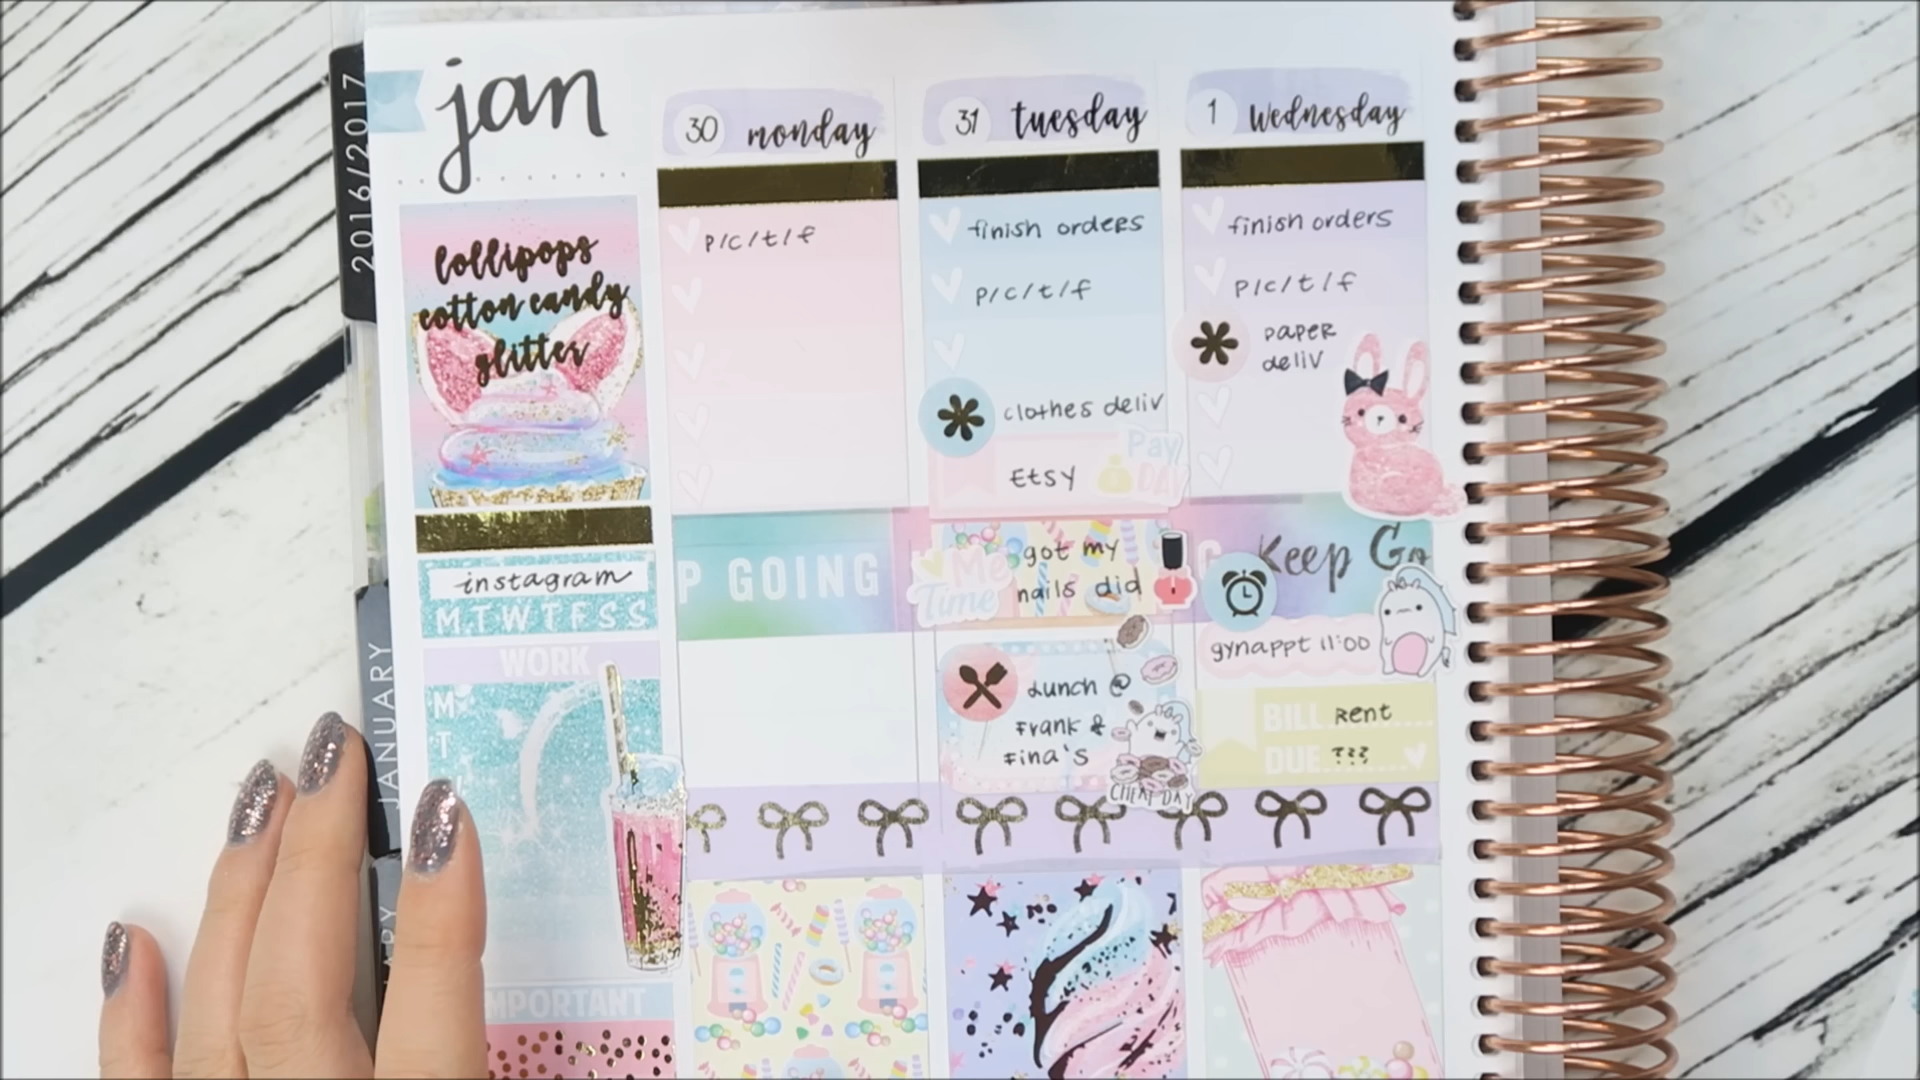 2016/2017
jan
30 monday
31 tuesday
1 Wednesday
lollipops
cotton candy
glitter
instagram
M T W T F S S
WORK
M
T
IMPORTANT
JANUARY
P/C/T/F
P GOING
finish orders
P/C/T/F
clothes deliv
Pay
DAY
Etsy
Me
Time
got my
nails did
Lunch @
Frank &
Fina's
CHEAT DAY
finish orders
P/C/T/F
paper
deliv
G
Keep Go
gynappt 11:00
BILL Rent
DUE ???